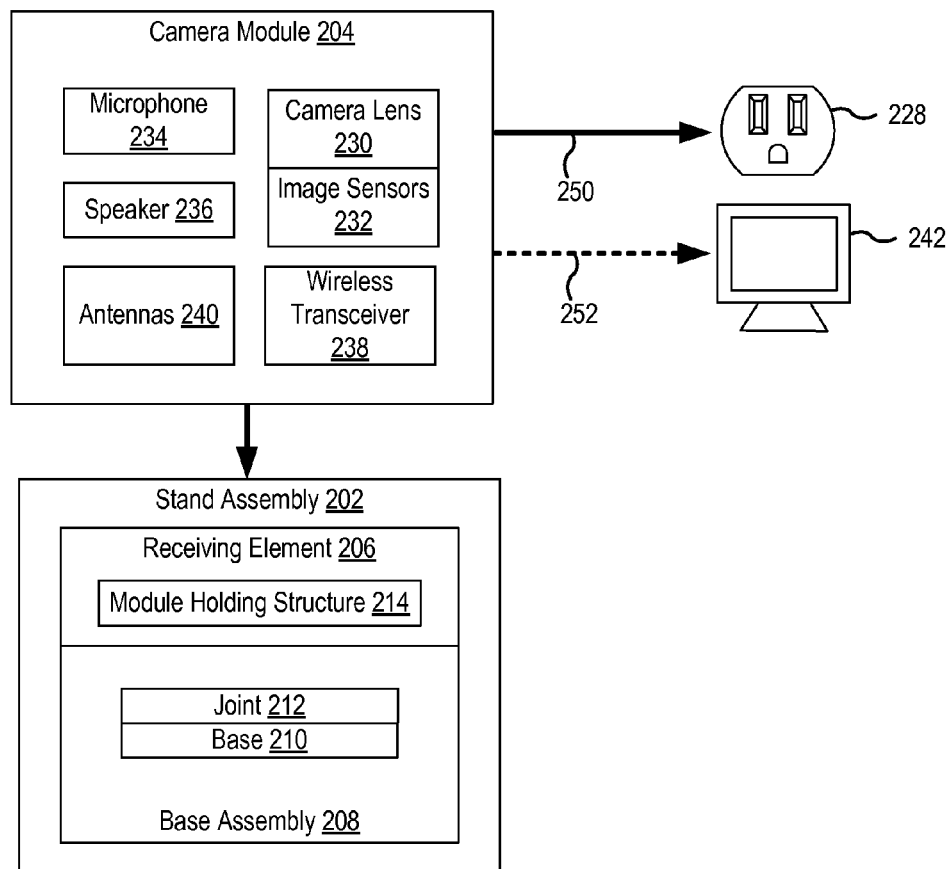 Camera Module 204
Microphone
234
Camera Lens
230
Image Sensors
232
Speaker 236
Antennas 240
Wireless
Transceiver
238
250
228
252
242
Stand Assembly 202
Receiving Element 206
Module Holding Structure 214
Joint 212
Base 210
Base Assembly 208